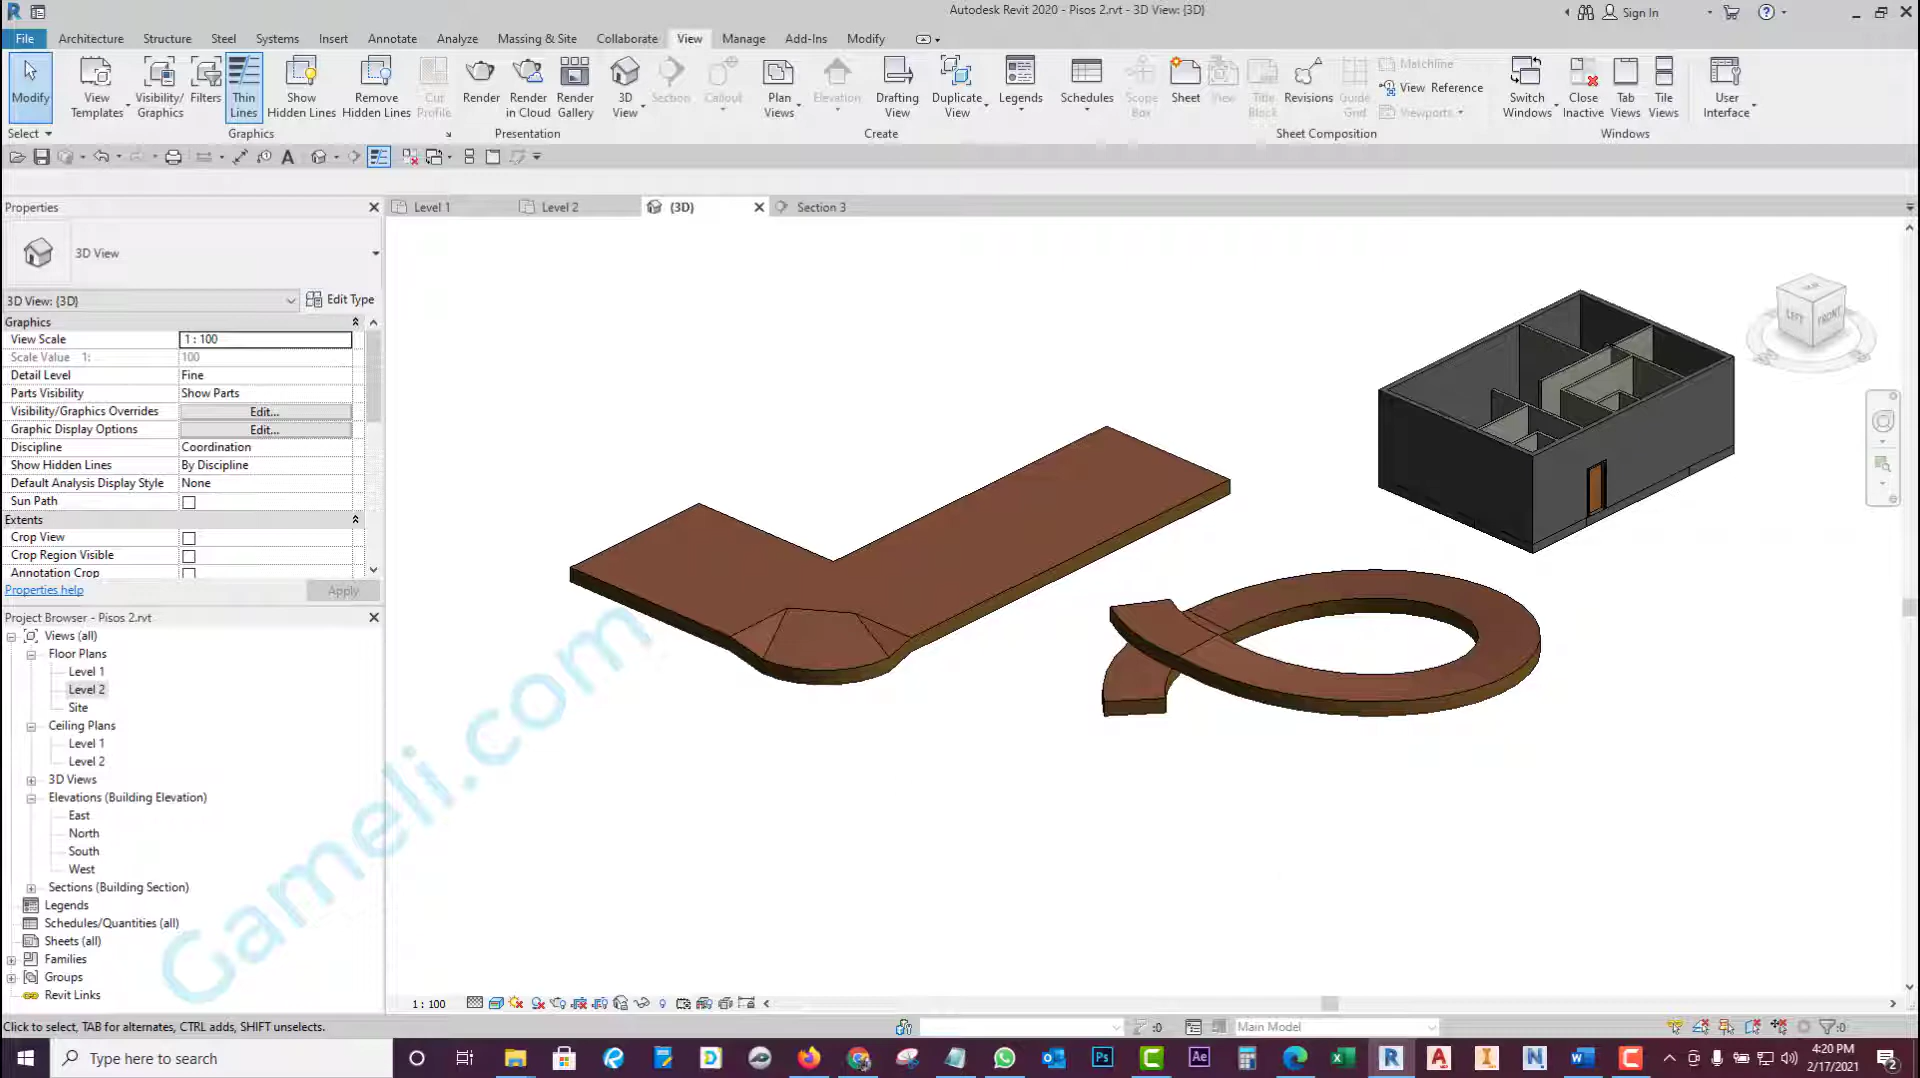 Autodesk Revit 2020 - Pisos 2.rvt - 3D View: {3D}
Sign In
File Architecture Structure Steel Systems Insert Annotate Analyze Massing & Site Collaborate View Manage Add-Ins Modify
Modify
View Templates
Visibility/ Graphics
Filters
Thin Lines
Show Hidden Lines
Remove Hidden Lines
Cut Profile
Render
Render in Cloud
Render Gallery
3D View
Section
Callout
Plan Views
Elevation
Drafting View
Duplicate View
Legends
Schedules
Scope Box
Sheet
View
Title Block
Revisions
Guide Grid
Matchline
View Reference
Viewports
Switch Windows
Close Inactive
Tab Views
Tile Views
User Interface
Select Graphics Presentation Create Sheet Composition Windows
Properties
Level 1 Level 2 {3D} Section 3
3D View
3D View: {3D} Edit Type
Graphics
View Scale 1 : 100
Scale Value 1: 100
Detail Level Fine
Parts Visibility Show Parts
Visibility/Graphics Overrides Edit...
Graphic Display Options Edit...
Discipline Coordination
Show Hidden Lines By Discipline
Default Analysis Display Style None
Sun Path
Extents
Crop View
Crop Region Visible
Annotation Crop
Properties help Apply
Project Browser - Pisos 2.rvt
Views (all)
Floor Plans
Level 1
Level 2
Site
Ceiling Plans
Level 1
Level 2
3D Views
Elevations (Building Elevation)
East
North
South
West
Sections (Building Section)
Legends
Schedules/Quantities (all)
Sheets (all)
Families
Groups
Revit Links
LEFT FRONT
Gameli.com
1 : 100
Click to select, TAB for alternates, CTRL adds, SHIFT unselects.
:0
Main Model
:0
Type here to search
4:20 PM
2/17/2021
2